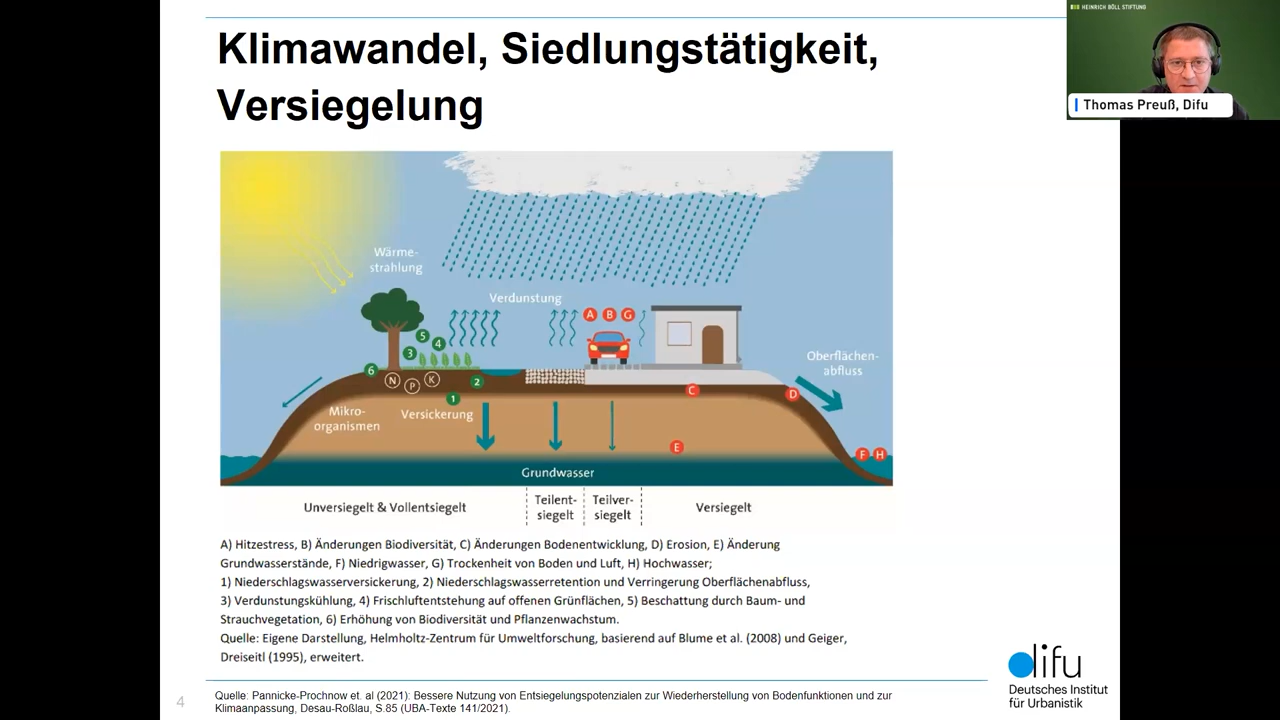 HEINRICH BÖLL STIFTUNG
Thomas Preuß, Difu
Klimawandel, Siedlungstätigkeit,
Versiegelung
Wärme-
strahlung
Verdunstung
A B G
5
4
3
6
N P K
2
1
Mikro-
organismen
Versickerung
C
D
E
Oberflächen-
abfluss
F H
Grundwasser
Unversiegelt & Vollentsiegelt
Teilent-
siegelt
Teilver-
siegelt
Versiegelt
A) Hitzestress, B) Änderungen Biodiversität, C) Änderungen Bodenentwicklung, D) Erosion, E) Änderung
Grundwasserstände, F) Niedrigwasser, G) Trockenheit von Boden und Luft, H) Hochwasser;
1) Niederschlagswasserversickerung, 2) Niederschlagswasserretention und Verringerung Oberflächenabfluss,
3) Verdunstungskühlung, 4) Frischluftentstehung auf offenen Grünflächen, 5) Beschattung durch Baum- und
Strauchvegetation, 6) Erhöhung von Biodiversität und Pflanzenwachstum.
Quelle: Eigene Darstellung, Helmholtz-Zentrum für Umweltforschung, basierend auf Blume et al. (2008) und Geiger,
Dreiseitl (1995), erweitert.
difu
Deutsches Institut
für Urbanistik
4
Quelle: Pannicke-Prochnow et. al (2021): Bessere Nutzung von Entsiegelungspotenzialen zur Wiederherstellung von Bodenfunktionen und zur
Klimaanpassung, Desau-Roßlau, S.85 (UBA-Texte 141/2021).